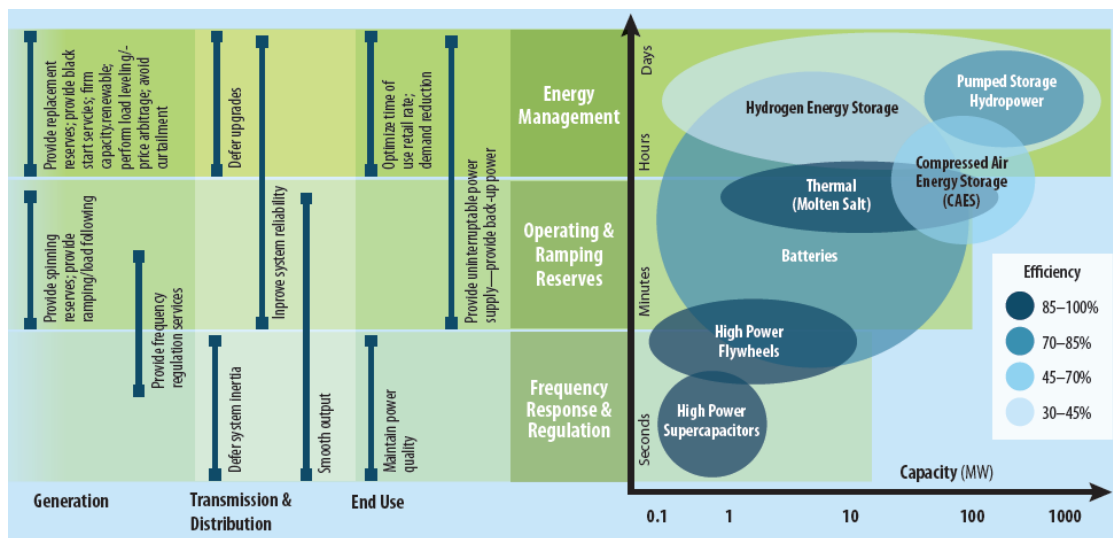 Provide replacement
reserves; provide black
start servcies; firm
capacity.renewable;
perform load leveling/-
price arbitrage; avoid
curtailment
Provide spinning
reserves; provide
ramping/load following
Provide frequency
regulation services
Defer upgrades
Inprove system reliability
Defer system inertia
Smooth output
Optimize time of
use retail rate;
demand reduction
Provide uninterruptable power
supply—provide back-up power
Maintain power
quality
Generation
Transmission &
Distribution
End Use
Energy
Management
Operating &
Ramping
Reserves
Frequency
Response &
Regulation
Days
Hours
Minutes
Seconds
Hydrogen Energy Storage
Pumped Storage
Hydropower
Compressed Air
Energy Storage
(CAES)
Thermal
(Molten Salt)
Batteries
High Power
Flywheels
High Power
Supercapacitors
Efficiency
85–100%
70–85%
45–70%
30–45%
Capacity (MW)
0.1 1 10 100 1000